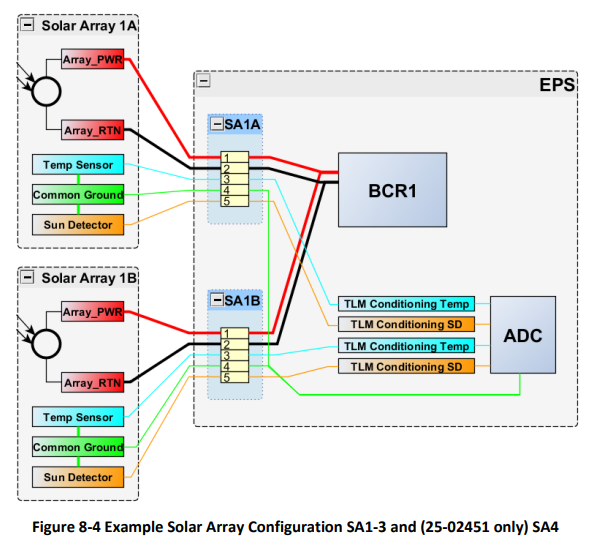 Solar Array 1A
Array_PWR
Array_RTN
Temp Sensor
Common Ground
Sun Detector
EPS
SA1A
1
2
3
4
5
BCR1
Solar Array 1B
Array_PWR
Array_RTN
Temp Sensor
Common Ground
Sun Detector
SA1B
1
2
3
4
5
TLM Conditioning Temp
TLM Conditioning SD
TLM Conditioning Temp
TLM Conditioning SD
ADC
Figure 8-4 Example Solar Array Configuration SA1-3 and (25-02451 only) SA4